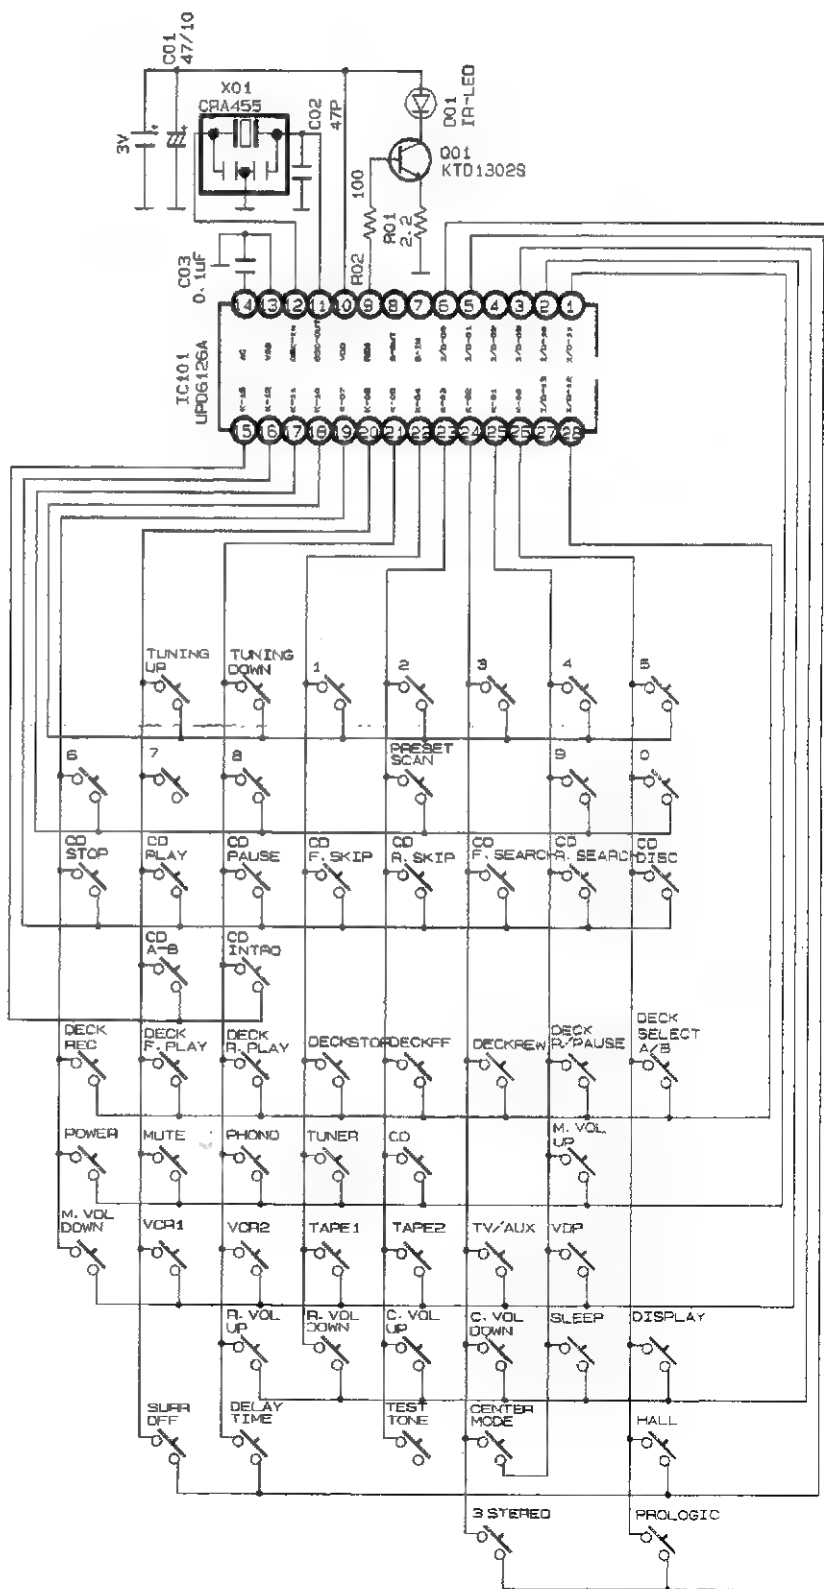 C01
47/10
X01
CRA455
C02
47P
3V
D01
IR-LED
Q01
KTD1302S
100
R02
R01
2.2
C03
0.1uF
14 13 12 11 10 9 8 7 6 5 4 3 2 1
IC101
UPD6126A
15 16 17 18 19 20 21 22 23 24 25 26 27 28
TUNING
UP
TUNING
DOWN
1
2
3
4
5
6
7
8
PRESET
SCAN
9
0
CD
STOP
CD
PLAY
CD
PAUSE
CD
F. SKIP
CD
R. SKIP
CD
F. SEARCH
CD
R. SEARCH
CD
DISC
CD
A-B
CD
INTRO
DECK
REC
DECK
F. PLAY
DECK
R. PLAY
DECKSTOP
DECKFF
DECKREW
DECK
R/PAUSE
DECK
SELECT
A/B
POWER
MUTE
PHONO
TUNER
CD
M. VOL
UP
M. VOL
DOWN
VCR1
VCR2
TAPE1
TAPE2
TV/AUX
VDP
R. VOL
UP
R. VOL
DOWN
C. VOL
UP
C. VOL
DOWN
SLEEP
DISPLAY
SURR
OFF
DELAY
TIME
TEST
TONE
CENTER
MODE
HALL
3 STEREO
PROLOGIC